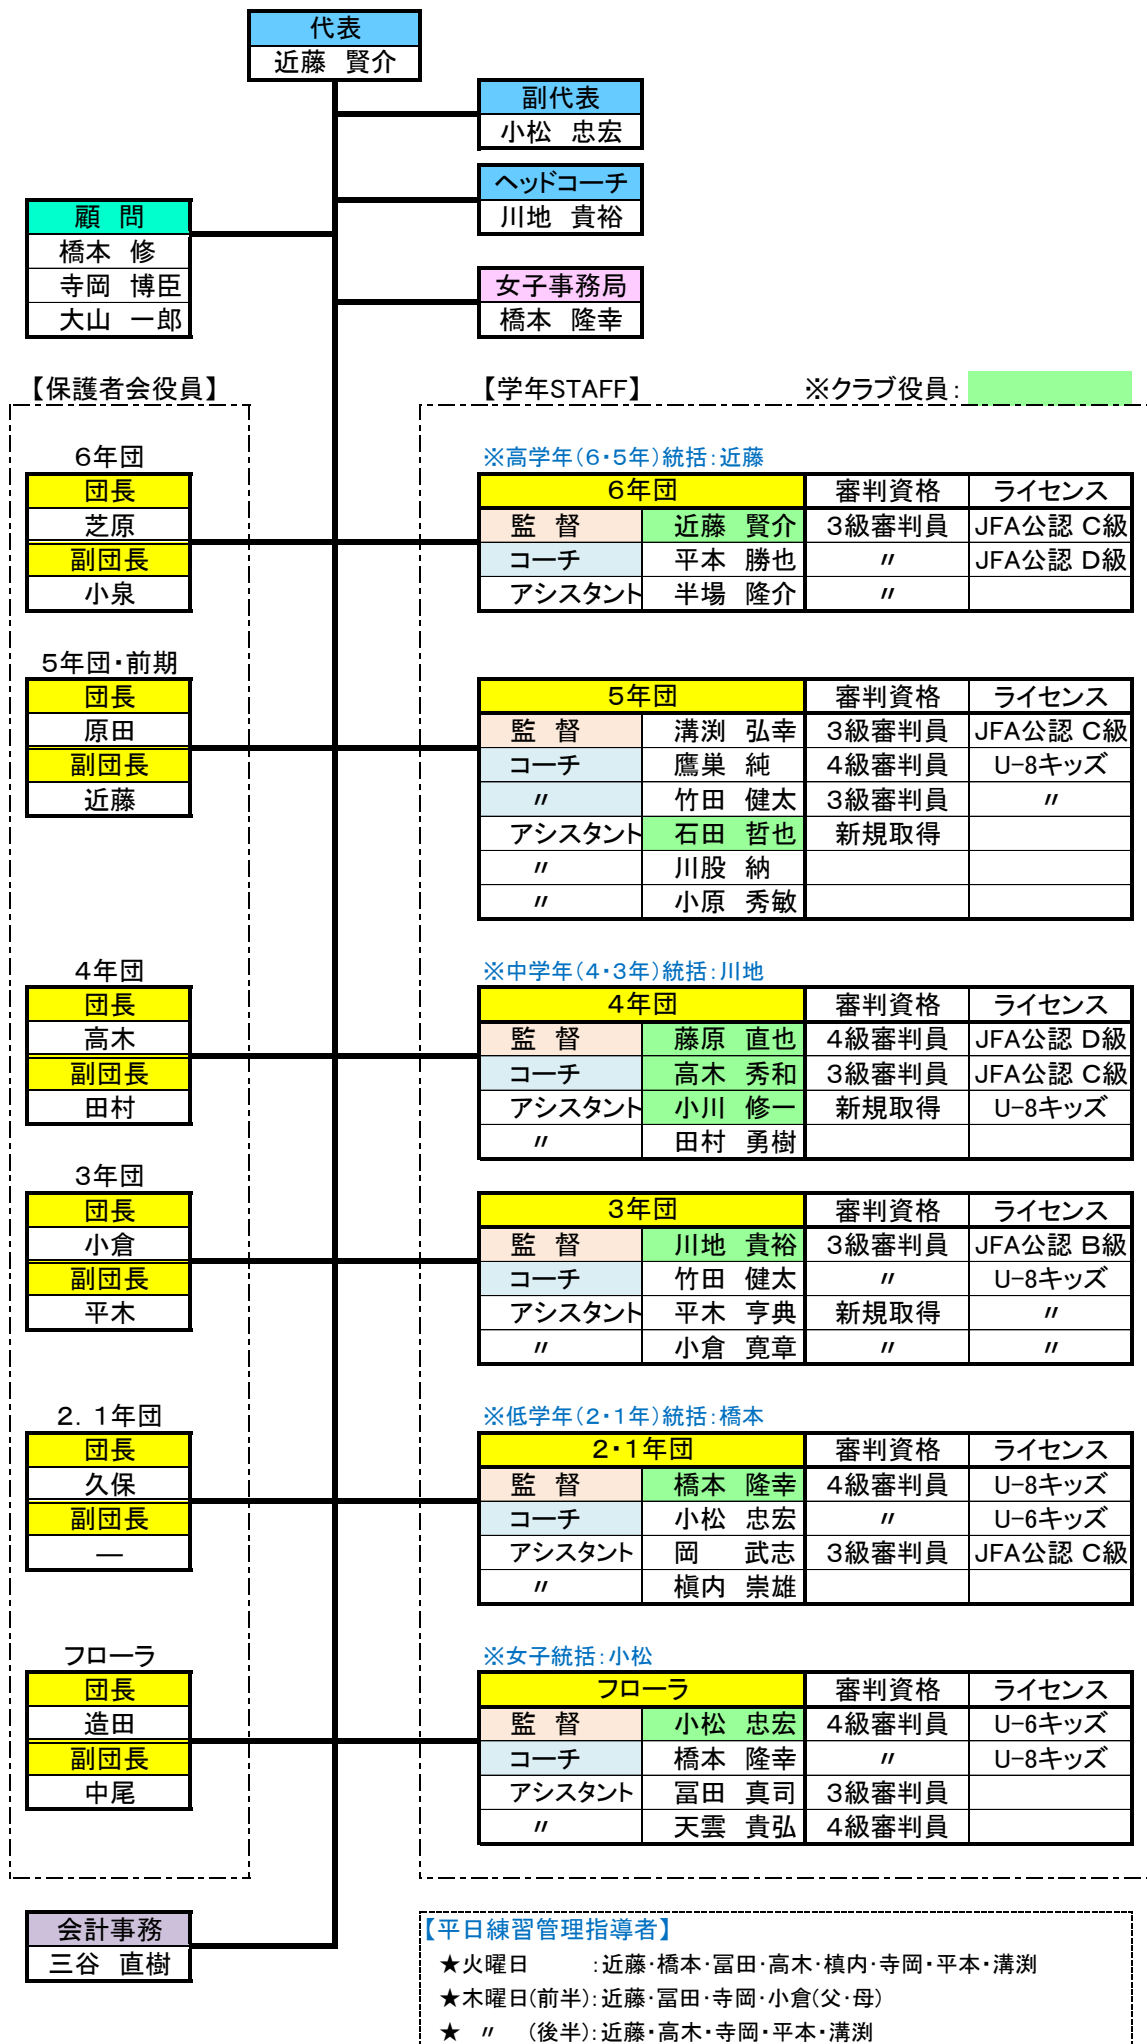 代表
近藤　賢介
副代表
小松　忠宏
ヘッドコーチ
川地　貴裕
顧　問
橋本　修
寺岡　博臣
大山　一郎
女子事務局
橋本　隆幸
【保護者会役員】
【学年STAFF】 ※クラブ役員：
6年団
団長
芝原
副団長
小泉
※高学年（6・5年）統括：近藤
6年団 審判資格 ライセンス
監　督 近藤　賢介 3級審判員 JFA公認 C級
コーチ 平本　勝也 〃 JFA公認 D級
アシスタント 半場　隆介 〃
5年団・前期
団長
原田
副団長
近藤
5年団 審判資格 ライセンス
監　督 溝渕　弘幸 3級審判員 JFA公認 C級
コーチ 鷹巣　純 4級審判員 U-8キッズ
〃 竹田　健太 3級審判員 〃
アシスタント 石田　哲也 新規取得
〃 川股　納
〃 小原　秀敏
4年団
団長
高木
副団長
田村
※中学年（4・3年）統括：川地
4年団 審判資格 ライセンス
監　督 藤原　直也 4級審判員 JFA公認 D級
コーチ 高木　秀和 3級審判員 JFA公認 C級
アシスタント 小川　修一 新規取得 U-8キッズ
〃 田村　勇樹
3年団
団長
小倉
副団長
平木
3年団 審判資格 ライセンス
監　督 川地　貴裕 3級審判員 JFA公認 B級
コーチ 竹田　健太 〃 U-8キッズ
アシスタント 平木　亨典 新規取得 〃
〃 小倉　寛章 〃 〃
2．1年団
団長
久保
副団長
―
※低学年（2・1年）統括：橋本
2・1年団 審判資格 ライセンス
監　督 橋本　隆幸 4級審判員 U-8キッズ
コーチ 小松　忠宏 〃 U-6キッズ
アシスタント 岡　武志 3級審判員 JFA公認 C級
〃 槇内　崇雄
フローラ
団長
造田
副団長
中尾
※女子統括：小松
フローラ 審判資格 ライセンス
監　督 小松　忠宏 4級審判員 U-6キッズ
コーチ 橋本　隆幸 〃 U-8キッズ
アシスタント 冨田　真司 3級審判員
〃 天雲　貴弘 4級審判員
会計事務
三谷　直樹
【平日練習管理指導者】
★火曜日　　：近藤・橋本・冨田・高木・槙内・寺岡・平本・溝渕
★木曜日(前半)：近藤・冨田・寺岡・小倉(父・母)
★　〃　(後半)：近藤・高木・寺岡・平本・溝渕